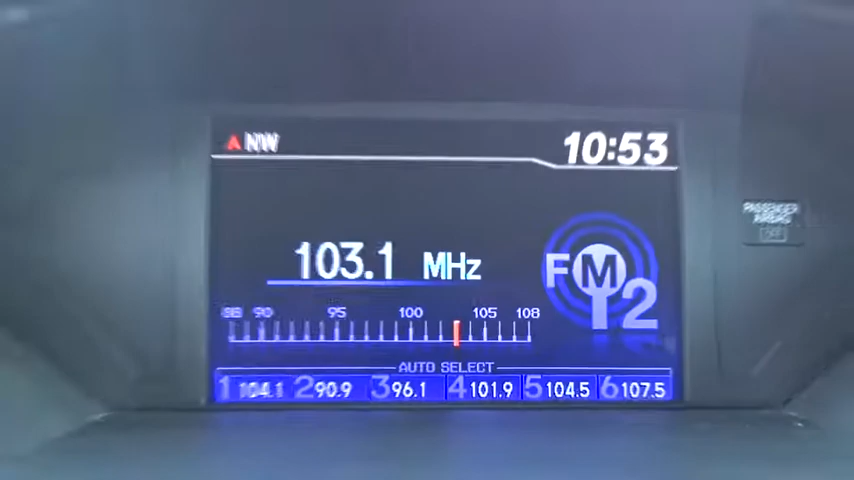 NW 10:53
PASSENGER
AIRBAG
OFF
103.1 MHz
FM2
88 90 95 100 105 108
AUTO SELECT
1 104.1 2 90.9 3 96.1 4 101.9 5 104.5 6 107.5